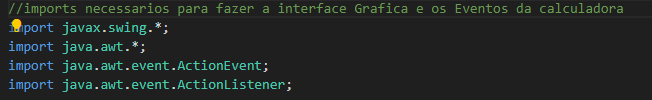 //imports necessarios para fazer a interface Grafica e os Eventos da calculadora
import javax.swing.*;
import java.awt.*;
import java.awt.event.ActionEvent;
import java.awt.event.ActionListener;